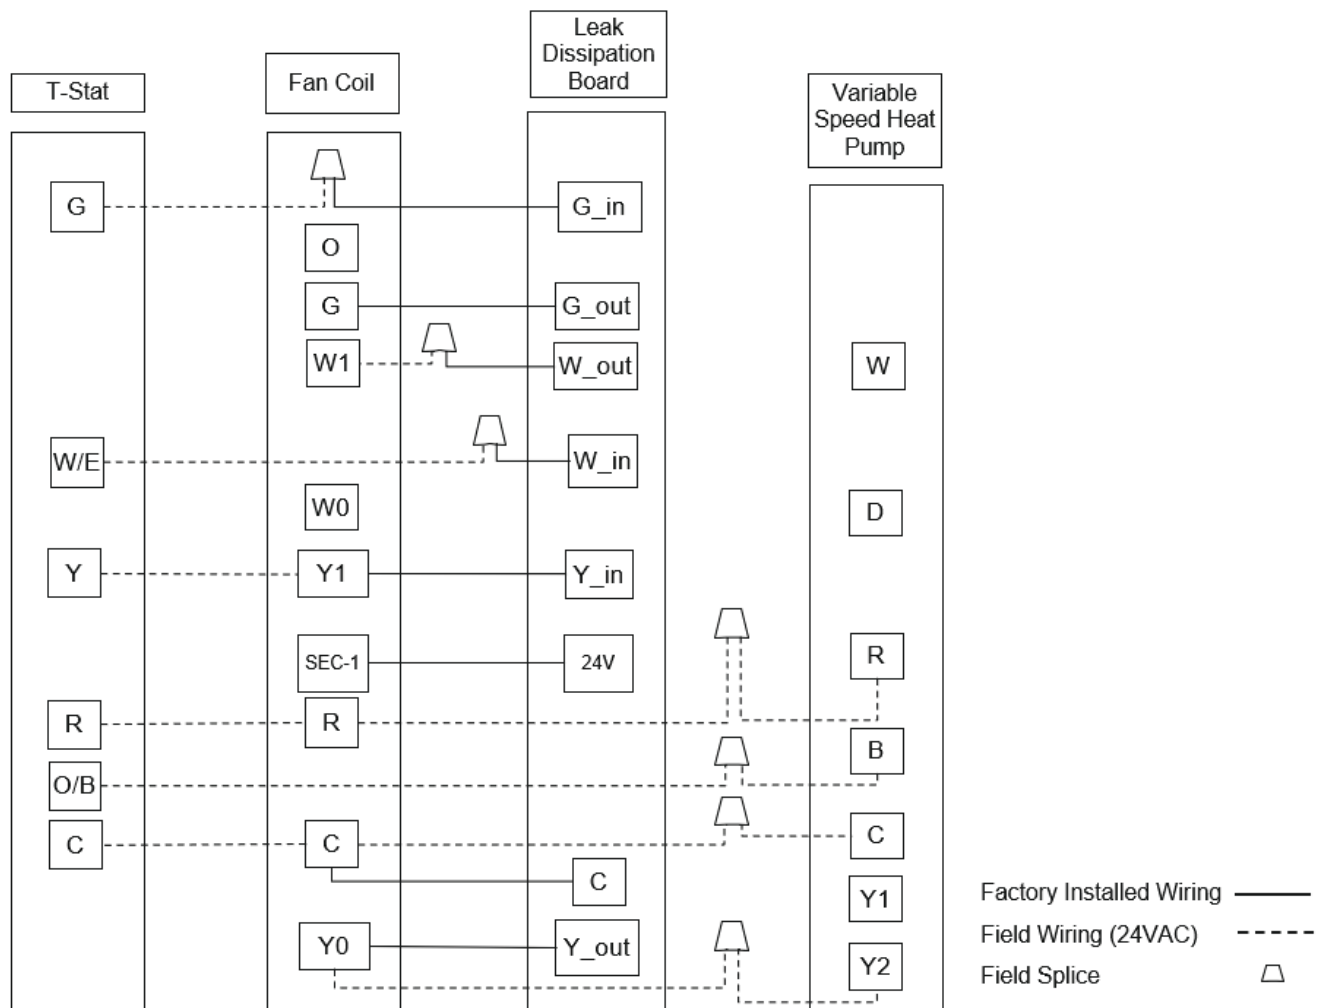 Leak
Dissipation
Board
T-Stat
Fan Coil
Variable
Speed Heat
Pump
G
G_in
O
G
G_out
W1
W_out
W
W/E
W_in
W0
D
Y
Y1
Y_in
SEC-1
24V
R
R
R
B
O/B
C
C
C
C
Y1
Y0
Y_out
Y2
Factory Installed Wiring
Field Wiring (24VAC)
Field Splice